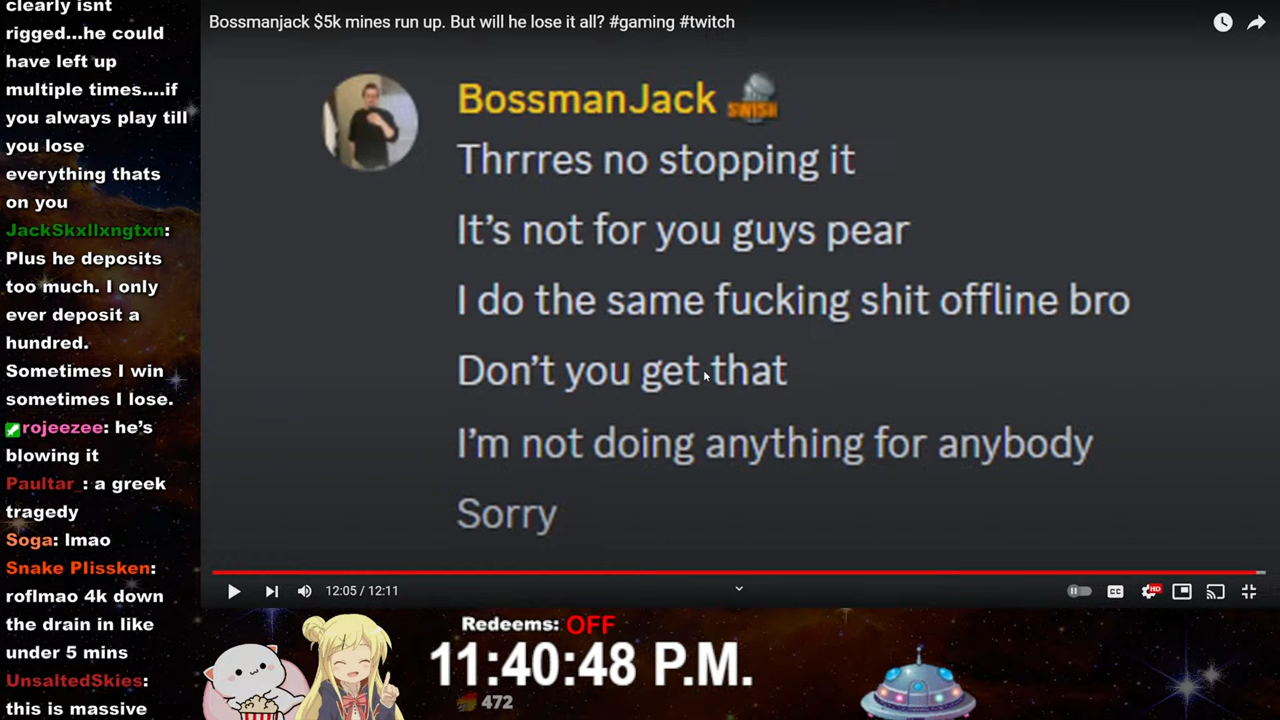 clearly isnt
rigged...he could
have left up
multiple times....if
you always play till
you lose
everything thats
on you
JackSkxllxngtxn:
Plus he deposits
too much. I only
ever deposit a
hundred.
Sometimes I win
sometimes I lose.
rojeezee: he's
blowing it
Paultar_: a greek
tragedy
Soga: lmao
Snake Plissken:
roflmao 4k down
the drain in like
under 5 mins
UnsaltedSkies:
this is massive
Bossmanjack $5k mines run up. But will he lose it all? #gaming #twitch
BossmanJack SWISH
Thrrres no stopping it
It's not for you guys pear
I do the same fucking shit offline bro
Don't you get that
I'm not doing anything for anybody
Sorry
12:05 / 12:11
CC
HD
Redeems: OFF
11:40:48 P.M.
472